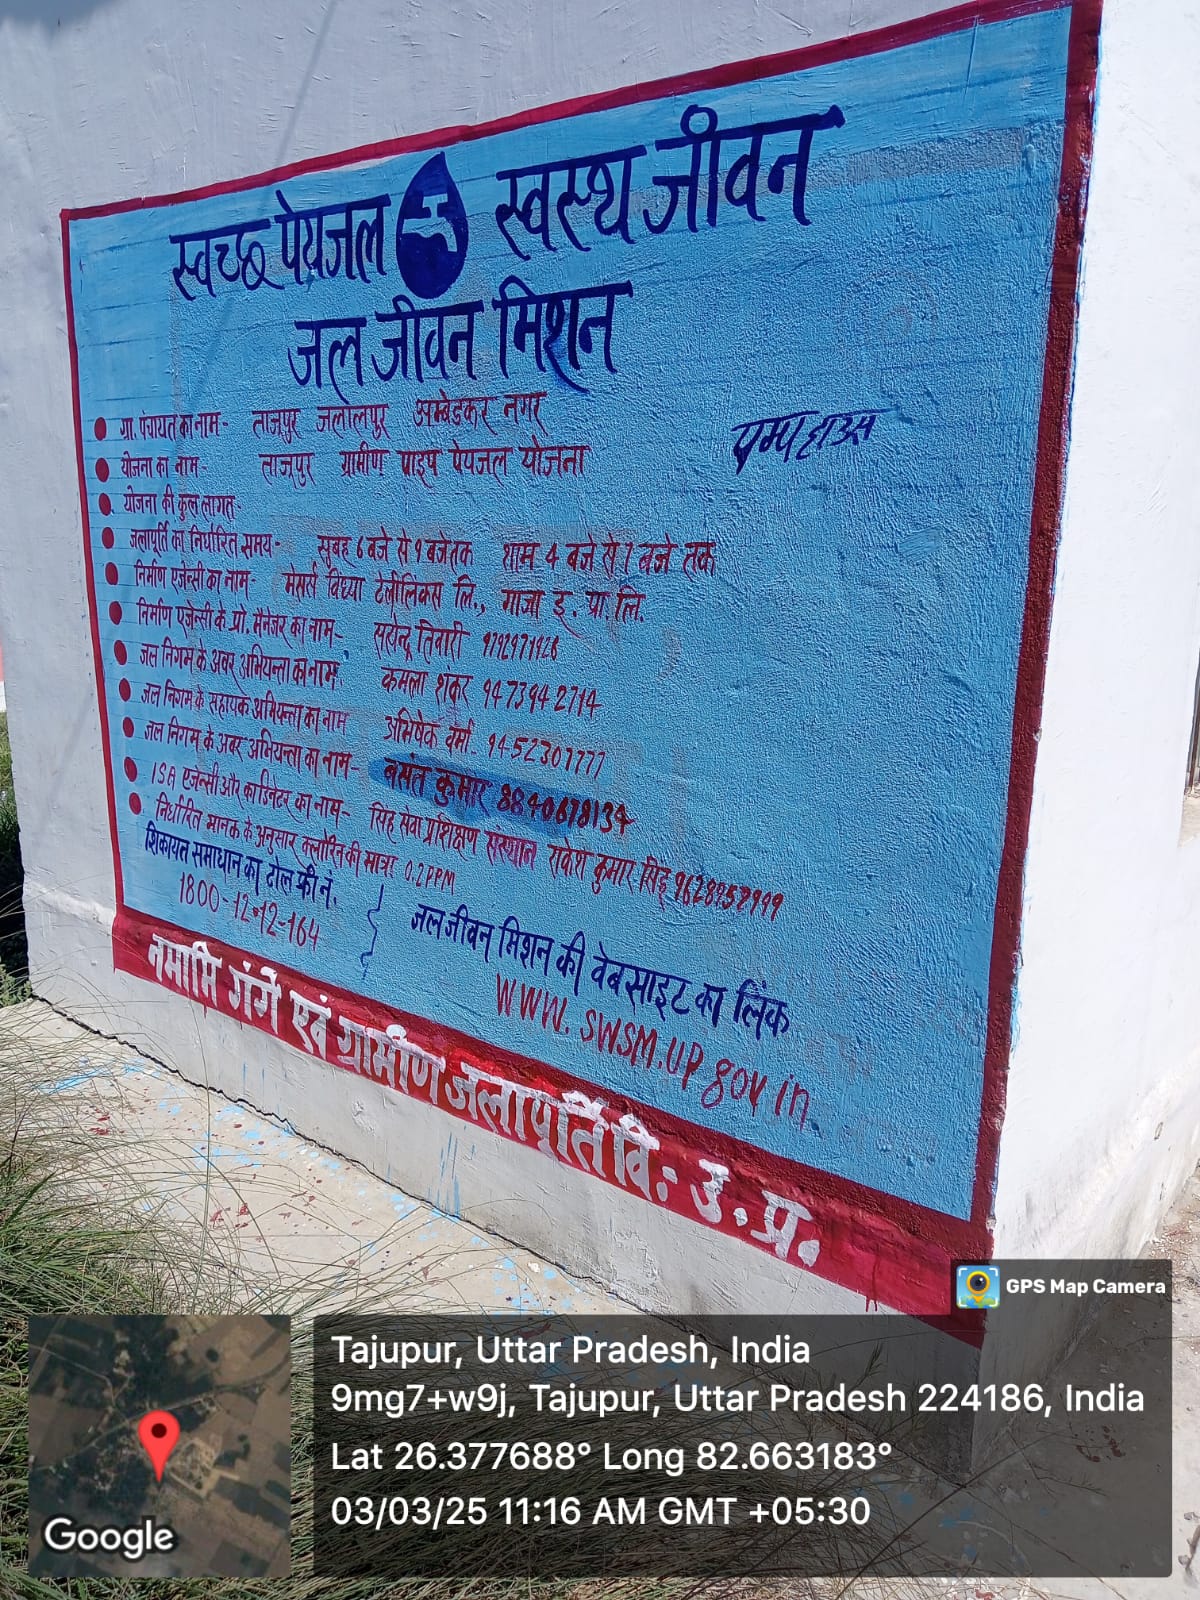 स्वच्छ पेयजल स्वस्थ जीवन
जल जीवन मिशन
ग्रा. पंचायत का नाम- ताजपुर जलालपुर अम्बेडकर नगर
पम्प हाउस
योजना का नाम- ताजपुर ग्रामीण पाइप पेयजल योजना
योजना की कुल लागत-
जलापूर्ति का निर्धारित समय- सुबह 6 बजे से 9 बजे तक शाम 4 बजे से 7 बजे तक
निर्माण एजेन्सी का नाम- मेसर्स विंध्या टेलीलिंक्स लि., गाजा इ. प्रा. लि.
निर्माण एजेन्सी के प्रो. मैनेजर का नाम- सत्येन्द्र तिवारी
जल निगम के अवर अभियन्ता का नाम- कमला शंकर 9473942714
जल निगम के सहायक अभियन्ता का नाम अभिषेक वर्मा 9452307777
जल निगम के अवर अभियन्ता का नाम- बसंत कुमार 8840678134
ISA एजेन्सी और कार्डिनेटर का नाम- सिंह सेवा प्रशिक्षण संस्थान राकेश कुमार सिंह
निर्धारित मानक के अनुसार क्लोरिन की मात्रा 0.2 PPM
शिकायत समाधान का टोल फ्री नं.
1800-12-12-164
जल जीवन मिशन की वेबसाइट का लिंक
WWW. SWSM.UP gov in
नमामि गंगे एवं ग्रामीण जलापूर्ति वि: उ.प्र.
GPS Map Camera
Tajupur, Uttar Pradesh, India
9mg7+w9j, Tajupur, Uttar Pradesh 224186, India
Lat 26.377688° Long 82.663183°
03/03/25 11:16 AM GMT +05:30
Google